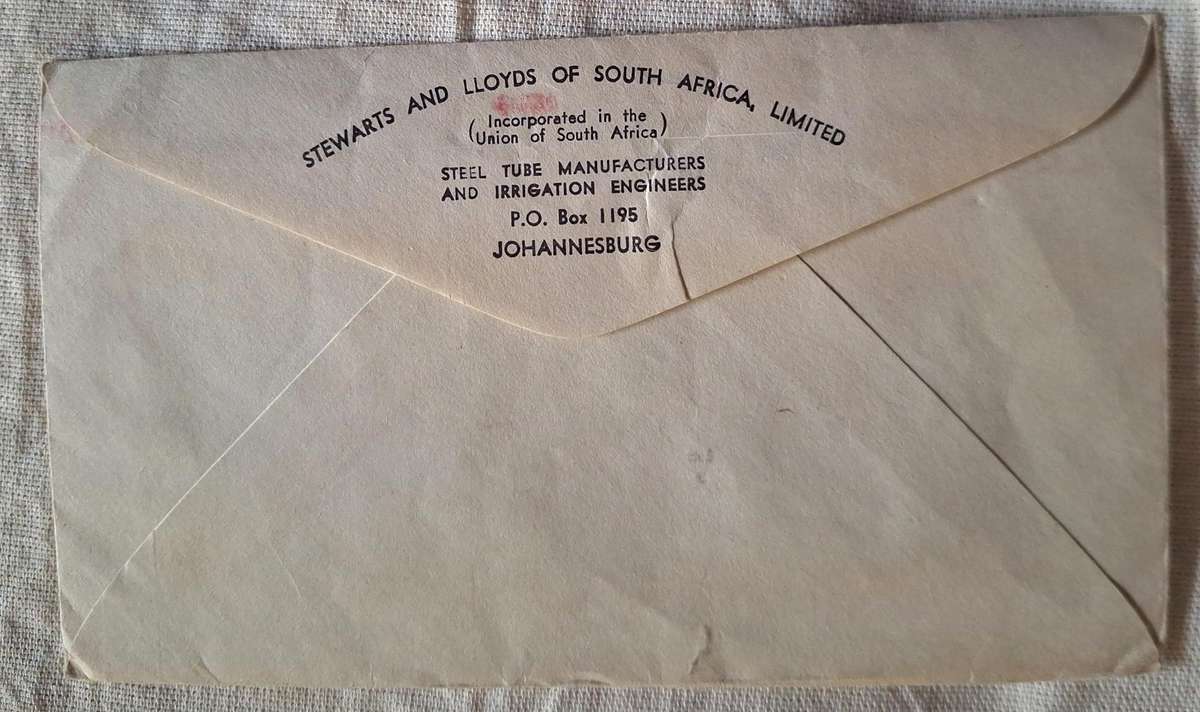 STEWARTS AND LLOYDS OF SOUTH AFRICA, LIMITED
(Incorporated in the
Union of South Africa)
STEEL TUBE MANUFACTURERS
AND IRRIGATION ENGINEERS
P.O. Box 1195
JOHANNESBURG